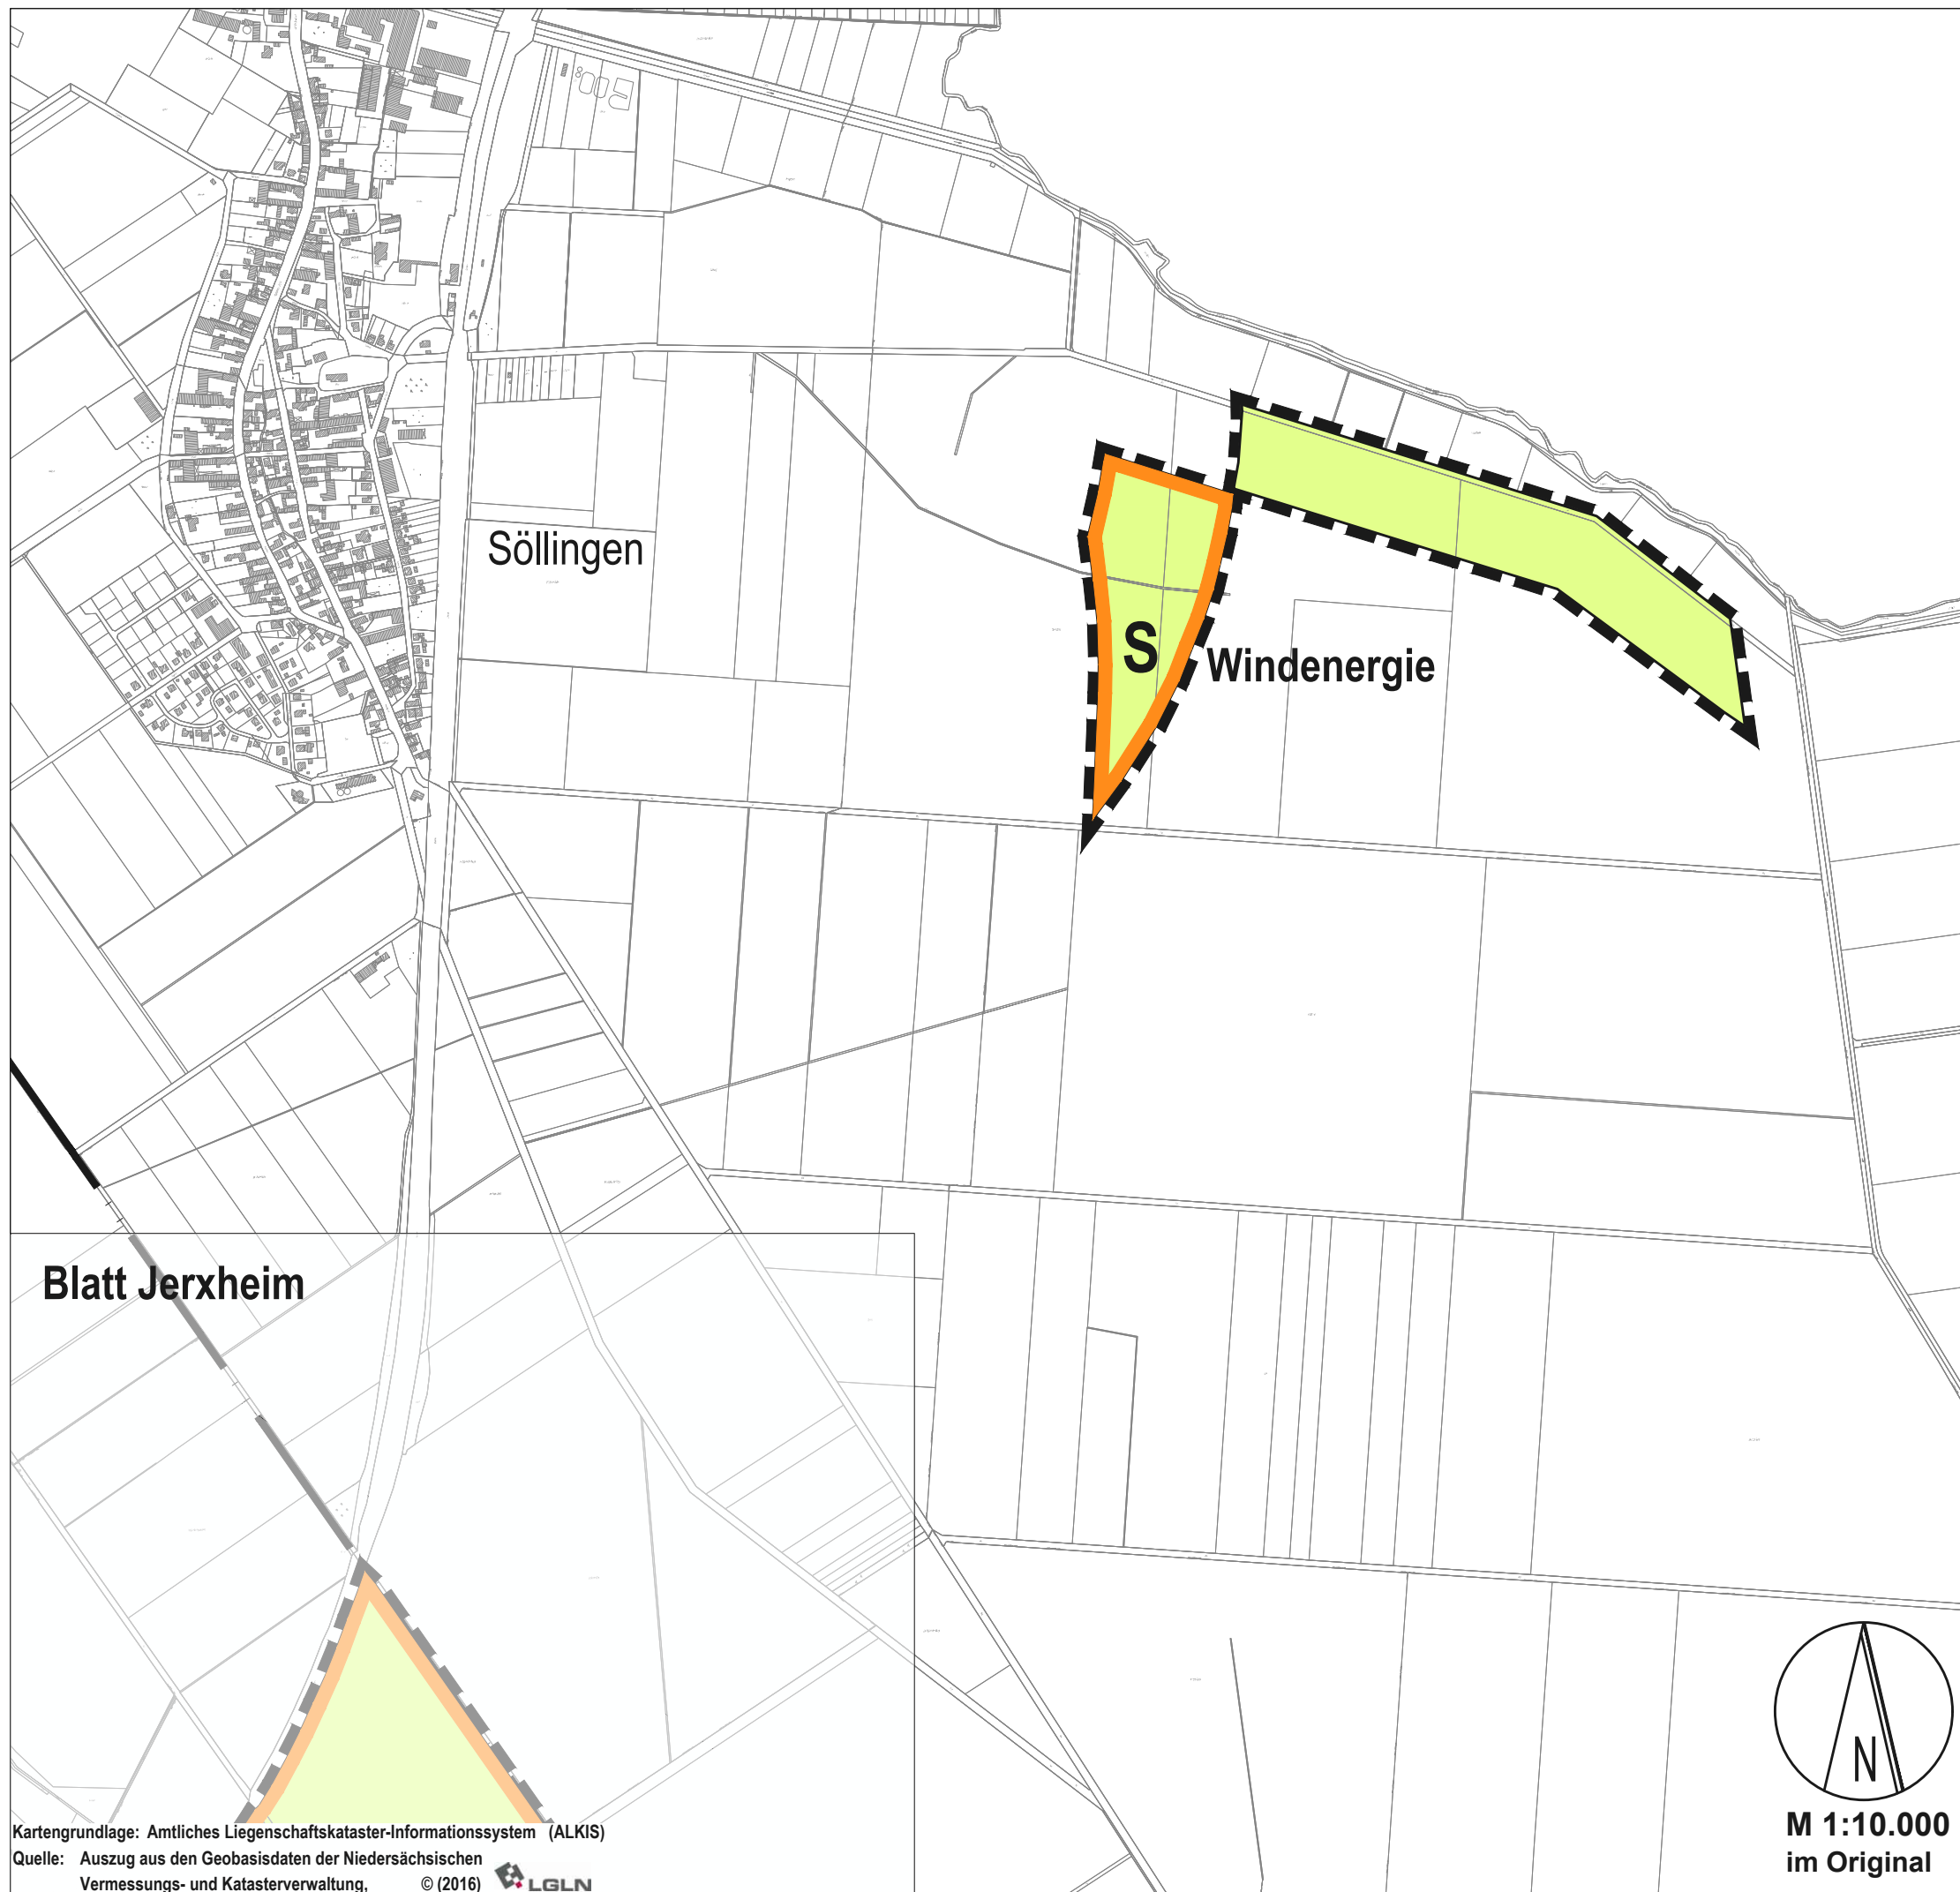 Söllingen
S
Windenergie
Blatt Jerxheim
N
M 1:10.000
im Original
Kartengrundlage: Amtliches Liegenschaftskataster-Informationssystem (ALKIS)
Quelle: Auszug aus den Geobasisdaten der Niedersächsischen
Vermessungs- und Katasterverwaltung, © (2016) LGLN